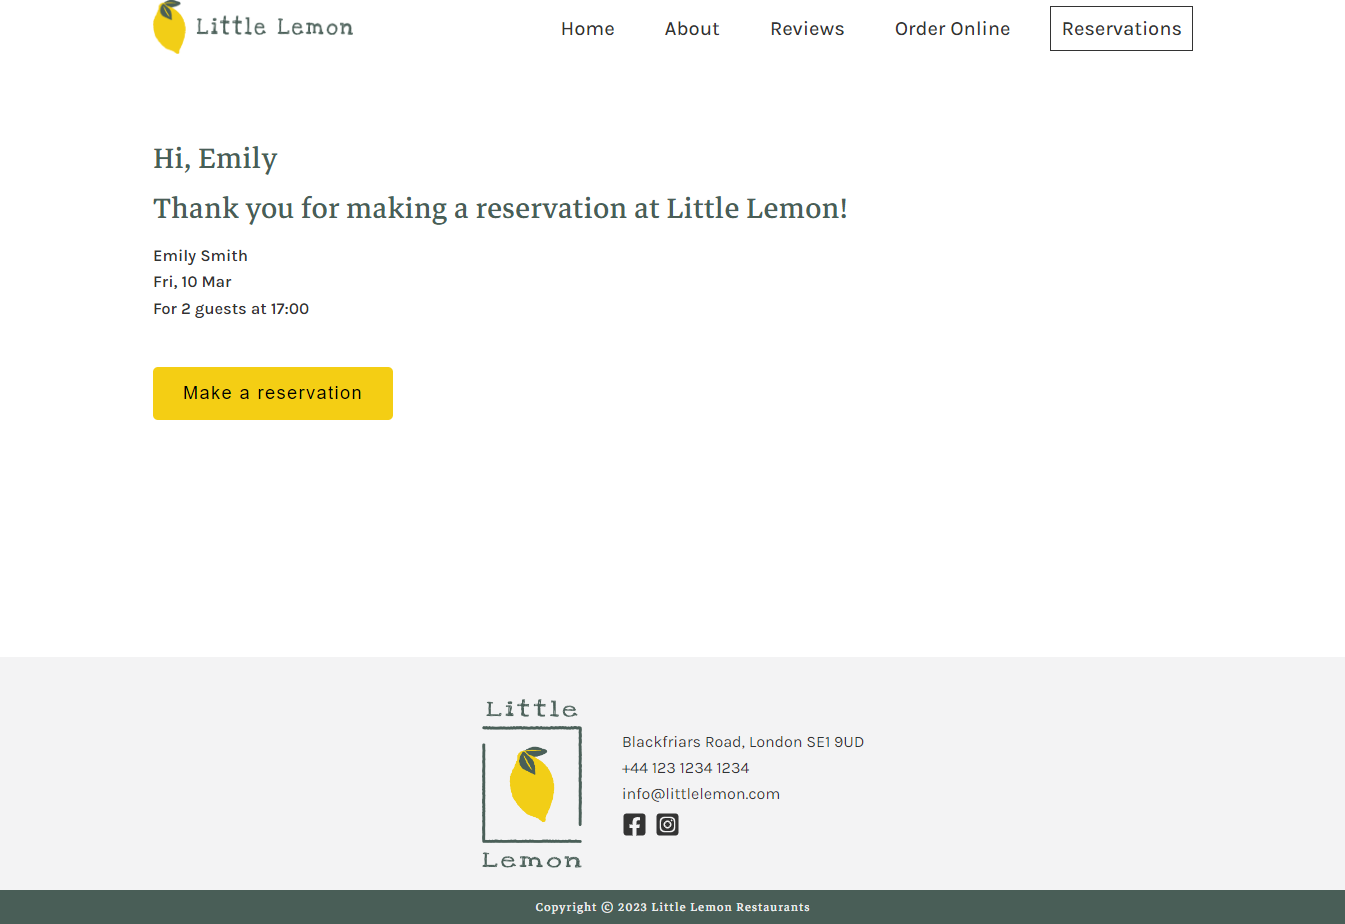 Little Lemon
Home
About
Reviews
Order Online
Reservations
Hi, Emily
Thank you for making a reservation at Little Lemon!
Emily Smith
Fri, 10 Mar
For 2 guests at 17:00
Make a reservation
Little
Lemon
Blackfriars Road, London SE1 9UD
+44 123 1234 1234
info@littlelemon.com
Copyright © 2023 Little Lemon Restaurants